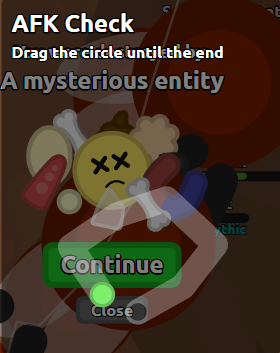 AFK Check
Drag the circle until the end
A mysterious entity
Continue
Close